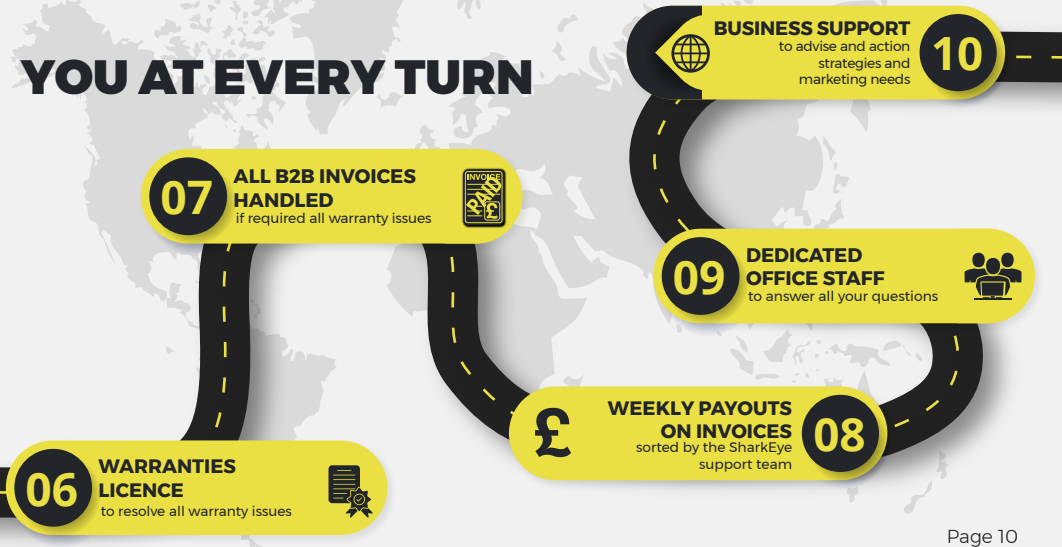 YOU AT EVERY TURN
06
WARRANTIES
LICENCE
to resolve all warranty issues
07
ALL B2B INVOICES
HANDLED
if required all warranty issues
INVOICE
PAID
£
£
WEEKLY PAYOUTS
ON INVOICES
sorted by the SharkEye
support team
08
09
DEDICATED
OFFICE STAFF
to answer all your questions
BUSINESS SUPPORT
to advise and action
strategies and
marketing needs
10
Page 10